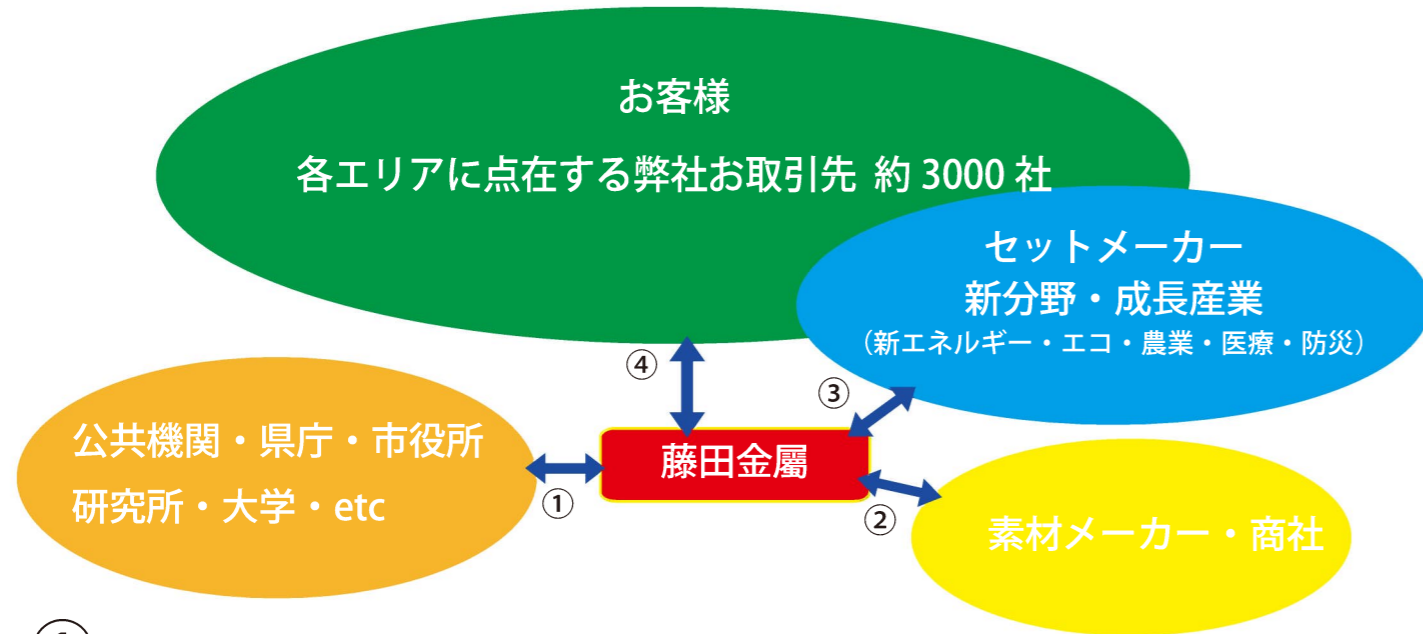 お客様
各エリアに点在する弊社お取引先 約 3000 社
セットメーカー
新分野・成長産業
（新エネルギー・エコ・農業・医療・防災）
④
③
公共機関・県庁・市役所
研究所・大学・etc
藤田金屬
①
②
素材メーカー・商社